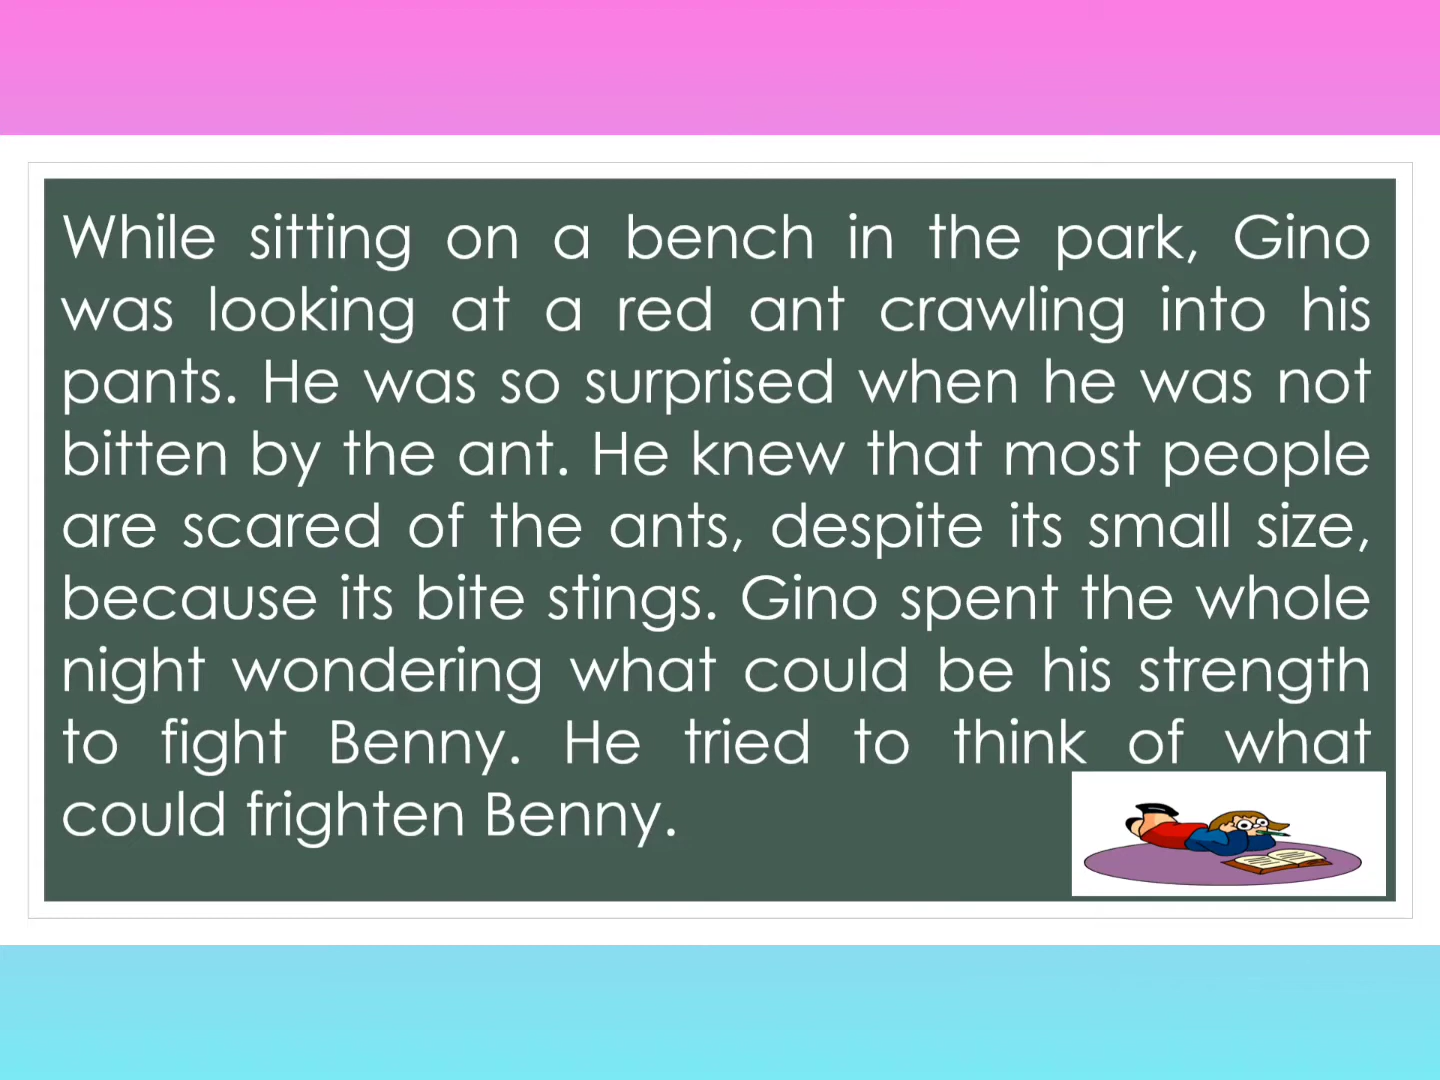 While sitting on a bench in the park, Gino
was looking at a red ant crawling into his
pants. He was so surprised when he was not
bitten by the ant. He knew that most people
are scared of the ants, despite its small size,
because its bite stings. Gino spent the whole
night wondering what could be his strength
to fight Benny. He tried to think of what
could frighten Benny.